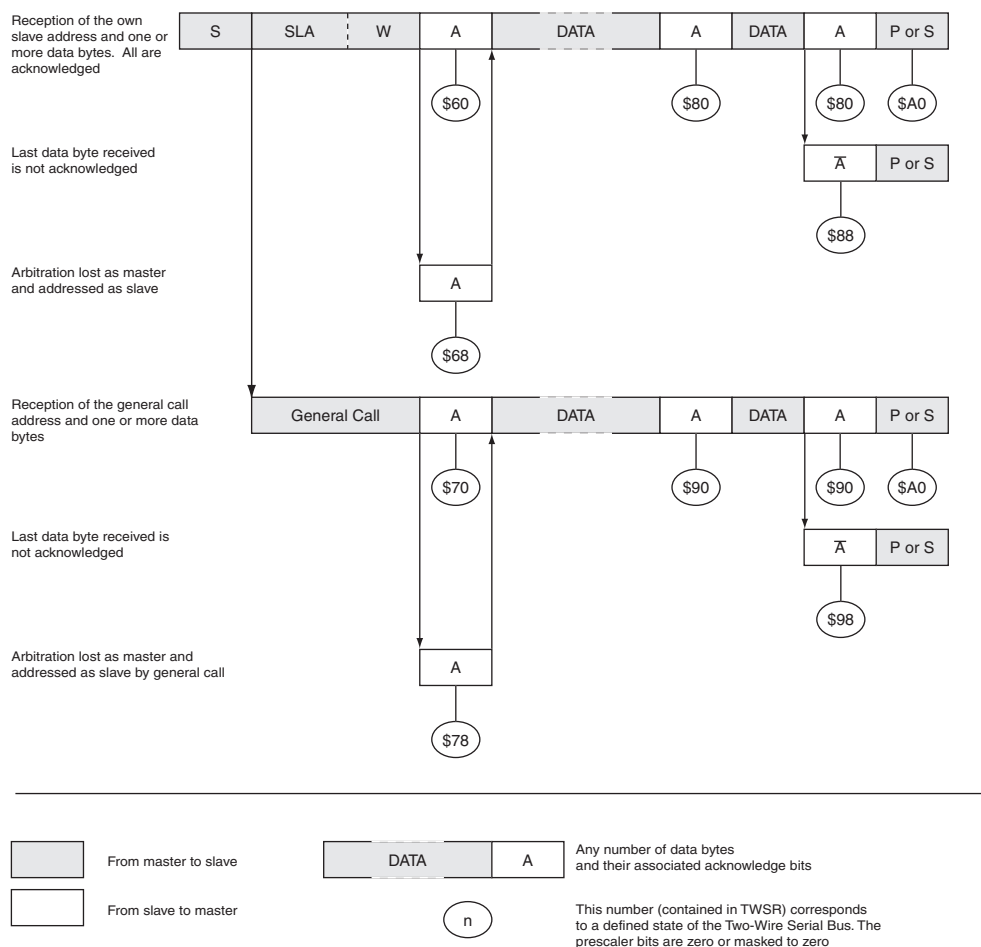 Reception of the own
slave address and one or
more data bytes. All are
acknowledged
S SLA W A DATA A DATA A P or S
$60 $80 $80 $A0
Last data byte received
is not acknowledged
A̅ P or S
$88
Arbitration lost as master
and addressed as slave
A
$68
Reception of the general call
address and one or more data
bytes
General Call A DATA A DATA A P or S
$70 $90 $90 $A0
Last data byte received is
not acknowledged
A̅ P or S
$98
Arbitration lost as master and
addressed as slave by general call
A
$78
From master to slave
DATA A
Any number of data bytes
and their associated acknowledge bits
From slave to master
n
This number (contained in TWSR) corresponds
to a defined state of the Two-Wire Serial Bus. The
prescaler bits are zero or masked to zero